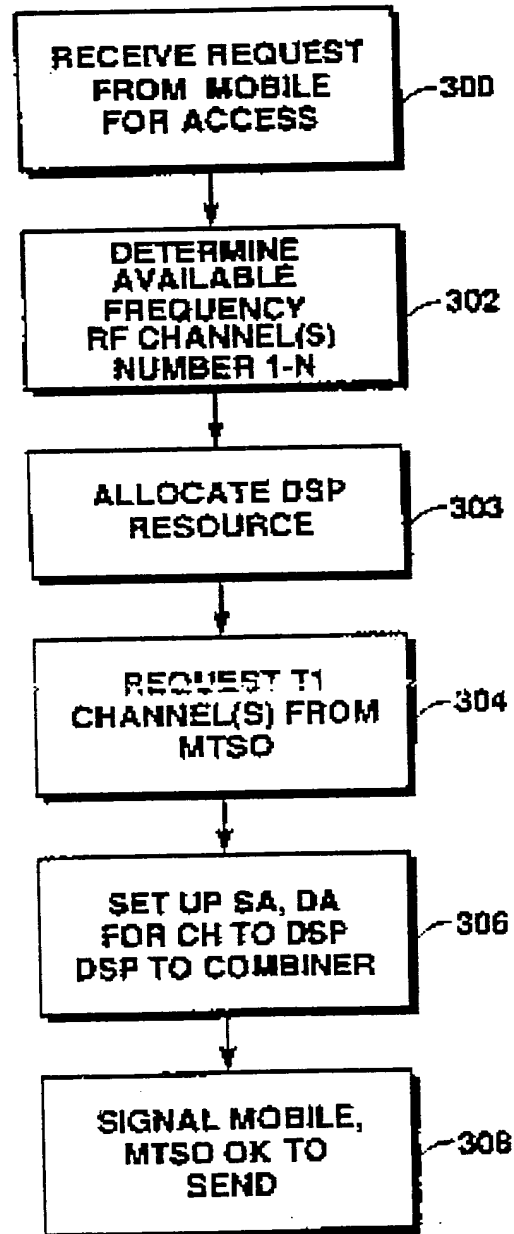 RECEIVE REQUEST
FROM MOBILE
FOR ACCESS
300
DETERMINE
AVAILABLE
FREQUENCY
RF CHANNEL(S)
NUMBER 1-N
302
ALLOCATE DSP
RESOURCE
303
REQUEST T1
CHANNEL(S) FROM
MTSO
304
SET UP SA, DA
FOR CH TO DSP
DSP TO COMBINER
306
SIGNAL MOBILE,
MTSO OK TO
SEND
308